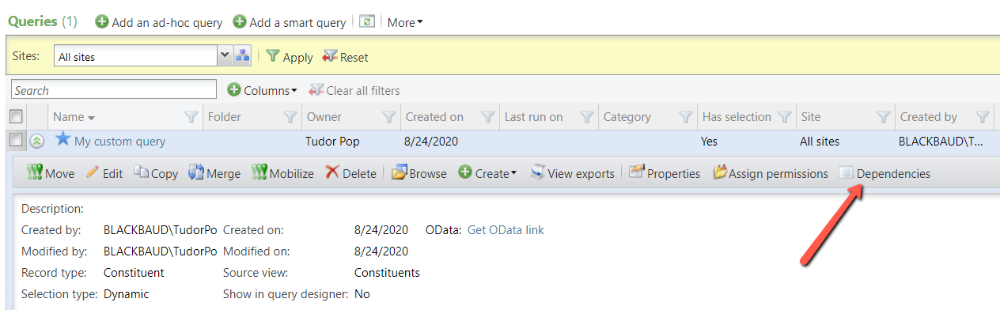 Queries (1) Add an ad-hoc query Add a smart query More
Sites: All sites Apply Reset
Search Columns Clear all filters
Name Folder Owner Created on Last run on Category Has selection Site Created by
My custom query Tudor Pop 8/24/2020 Yes All sites BLACKBAUD\T...
Move Edit Copy Merge Mobilize Delete Browse Create View exports Properties Assign permissions Dependencies
Description:
Created by: BLACKBAUD\TudorPo Created on: 8/24/2020 OData: Get OData link
Modified by: BLACKBAUD\TudorPo Modified on: 8/24/2020
Record type: Constituent Source view: Constituents
Selection type: Dynamic Show in query designer: No